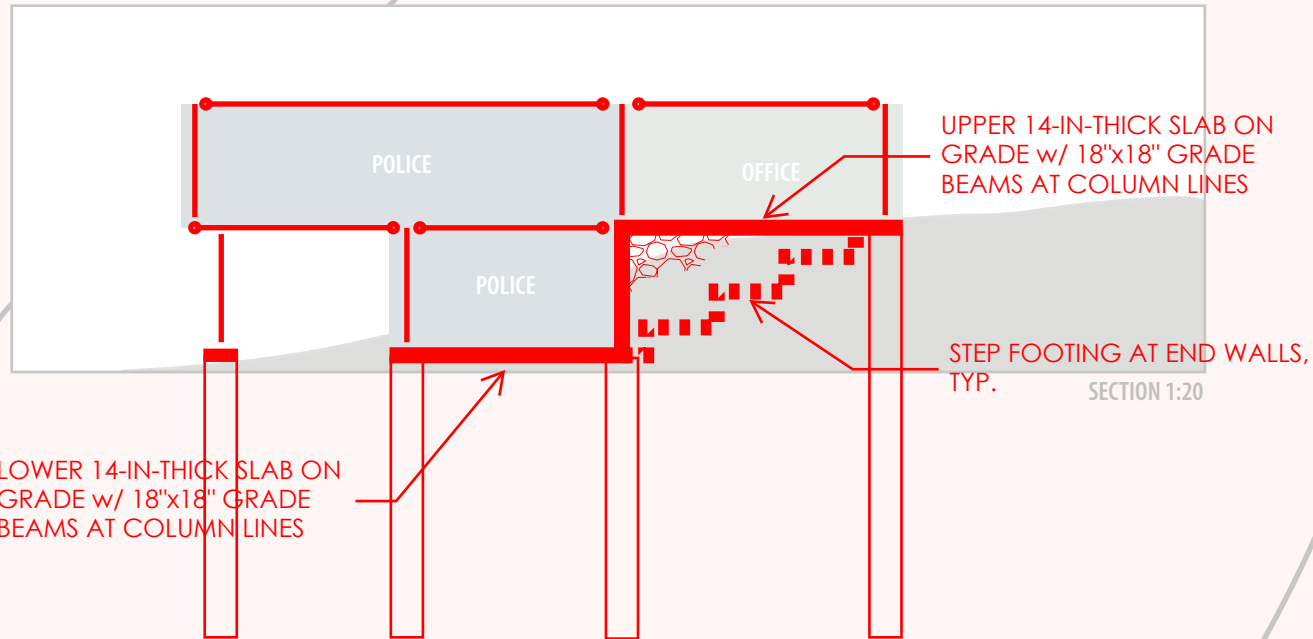 UPPER 14-IN-THICK SLAB ON
GRADE w/ 18"x18" GRADE
BEAMS AT COLUMN LINES
POLICE
OFFICE
POLICE
STEP FOOTING AT END WALLS,
TYP.
SECTION 1:20
LOWER 14-IN-THICK SLAB ON
GRADE w/ 18"x18" GRADE
BEAMS AT COLUMN LINES